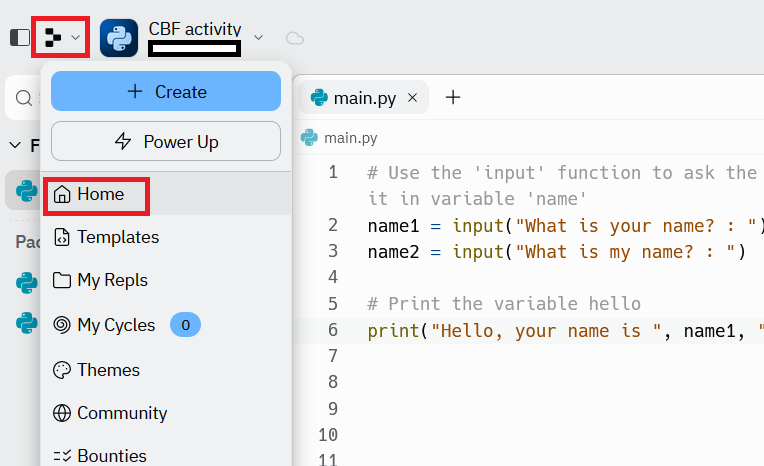 CBF activity
Create
Power Up
Home
Templates
My Repls
My Cycles 0
Themes
Community
Bounties
main.py
main.py
1 # Use the 'input' function to ask the
it in variable 'name'
2 name1 = input("What is your name? : ")
3 name2 = input("What is my name? : ")
4
5 # Print the variable hello
6 print("Hello, your name is ", name1, "
7
8
9
10
11